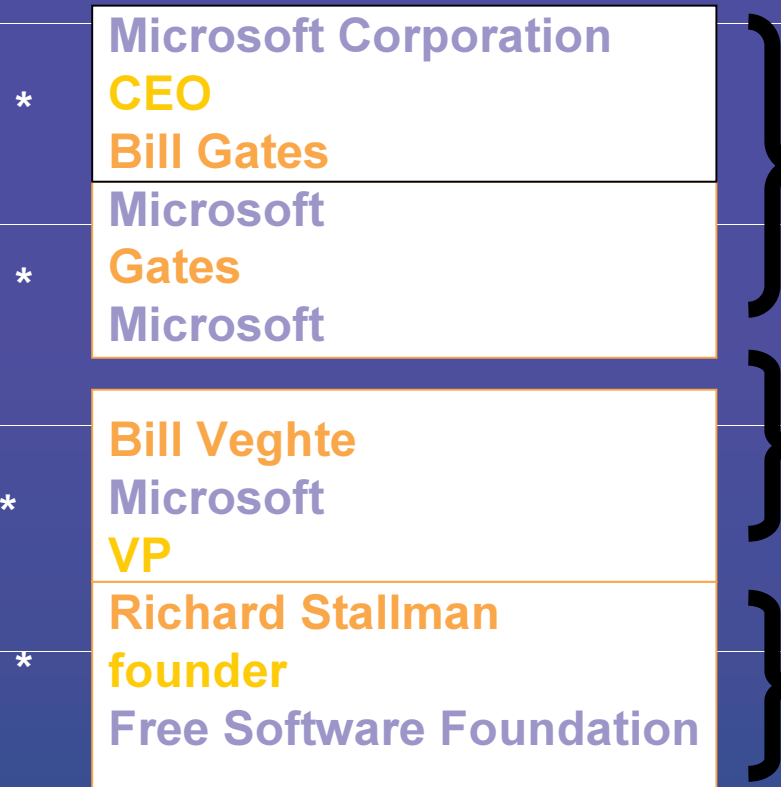 Microsoft Corporation
* CEO
Bill Gates
Microsoft
* Gates
Microsoft
Bill Veghte
* Microsoft
VP
Richard Stallman
* founder
Free Software Foundation